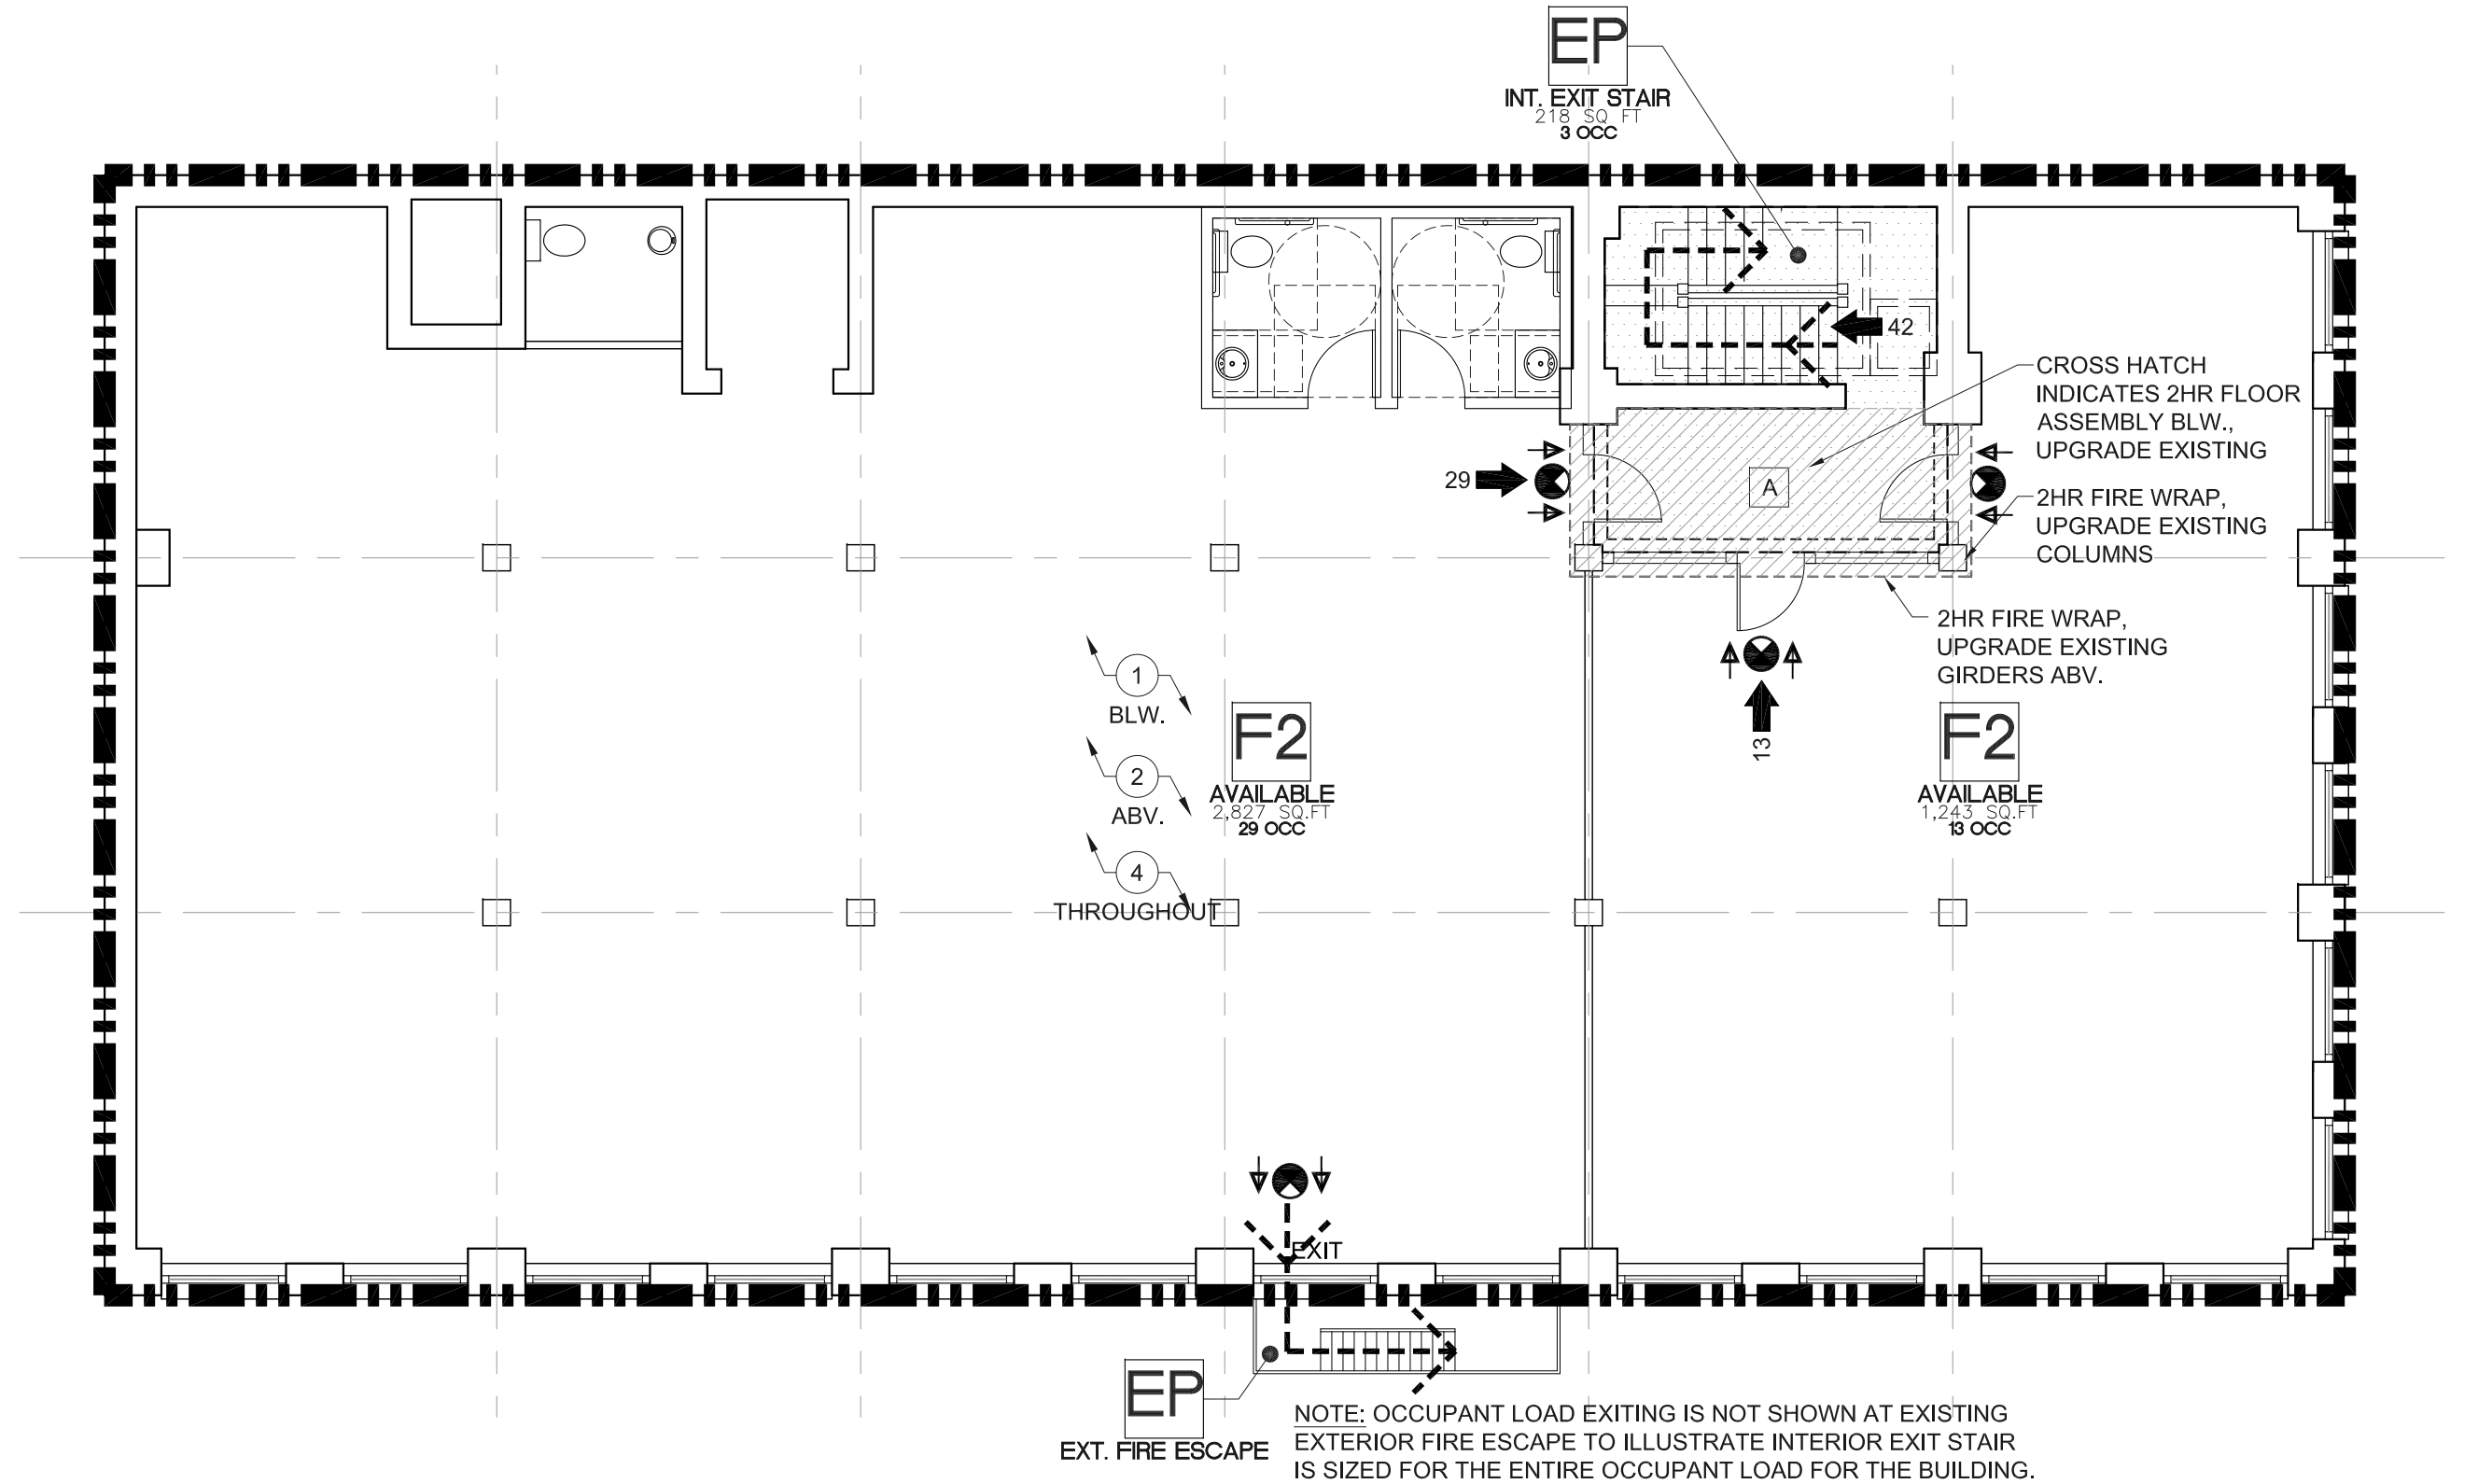 EP
INT. EXIT STAIR
218 SQ FT
3 OCC
42
CROSS HATCH
INDICATES 2HR FLOOR
ASSEMBLY BLW.,
UPGRADE EXISTING
29
A
2HR FIRE WRAP,
UPGRADE EXISTING
COLUMNS
2HR FIRE WRAP,
UPGRADE EXISTING
GIRDERS ABV.
1
BLW.
2
ABV.
4
THROUGHOUT
F2
AVAILABLE
2,827 SQ.FT
29 OCC
13
F2
AVAILABLE
1,243 SQ.FT
13 OCC
EXIT
EP
EXT. FIRE ESCAPE
NOTE: OCCUPANT LOAD EXITING IS NOT SHOWN AT EXISTING
EXTERIOR FIRE ESCAPE TO ILLUSTRATE INTERIOR EXIT STAIR
IS SIZED FOR THE ENTIRE OCCUPANT LOAD FOR THE BUILDING.